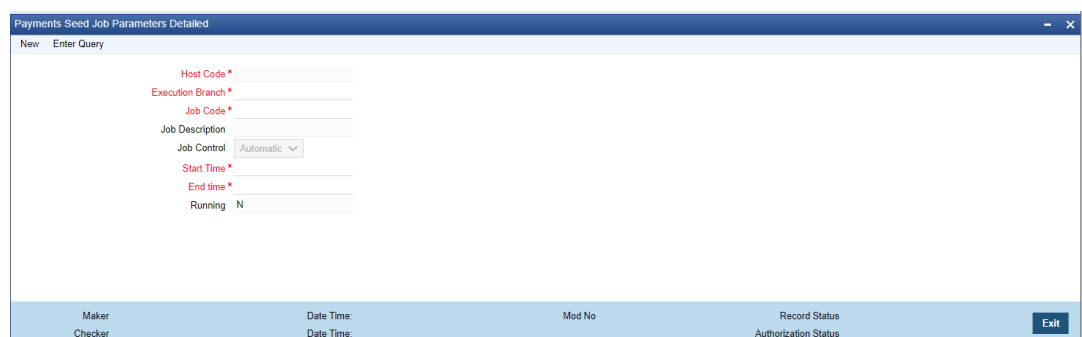 Payments Seed Job Parameters Detailed
New Enter Query
Host Code *
Execution Branch *
Job Code *
Job Description
Job Control Automatic
Start Time *
End time *
Running N
Maker Date Time: Mod No Record Status
Exit
Checker Date Time: Authorization Status